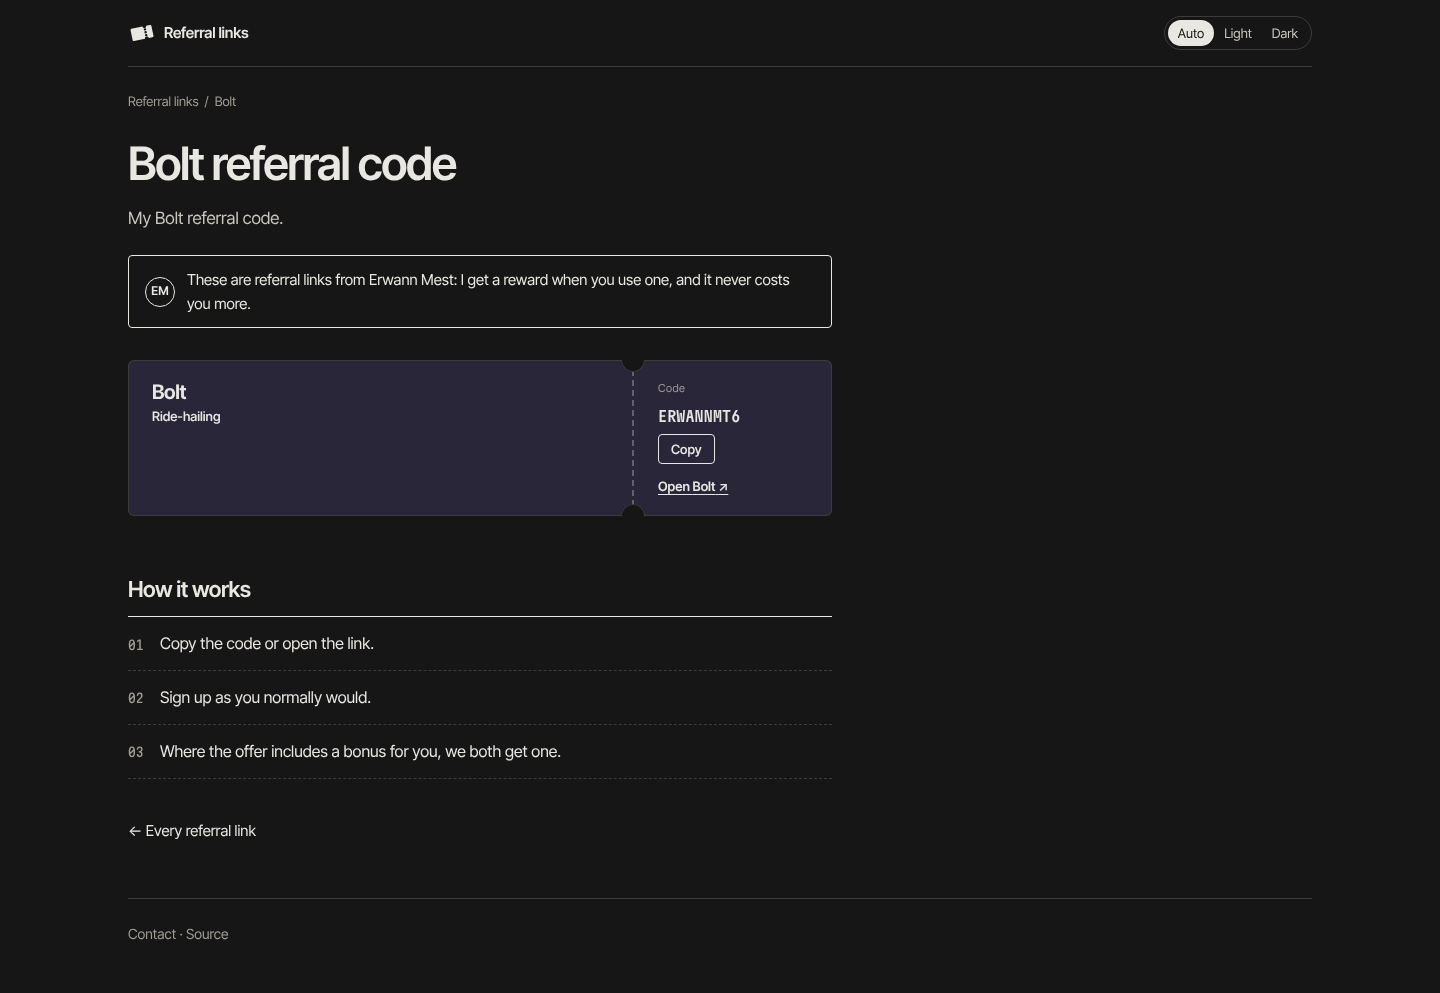 Referral links
Auto Light Dark
Referral links / Bolt
Bolt referral code
My Bolt referral code.
EM
These are referral links from Erwann Mest: I get a reward when you use one, and it never costs
you more.
Bolt
Ride-hailing
Code
ERWANNMT6
Copy
Open Bolt ↗
How it works
01 Copy the code or open the link.
02 Sign up as you normally would.
03 Where the offer includes a bonus for you, we both get one.
← Every referral link
Contact · Source